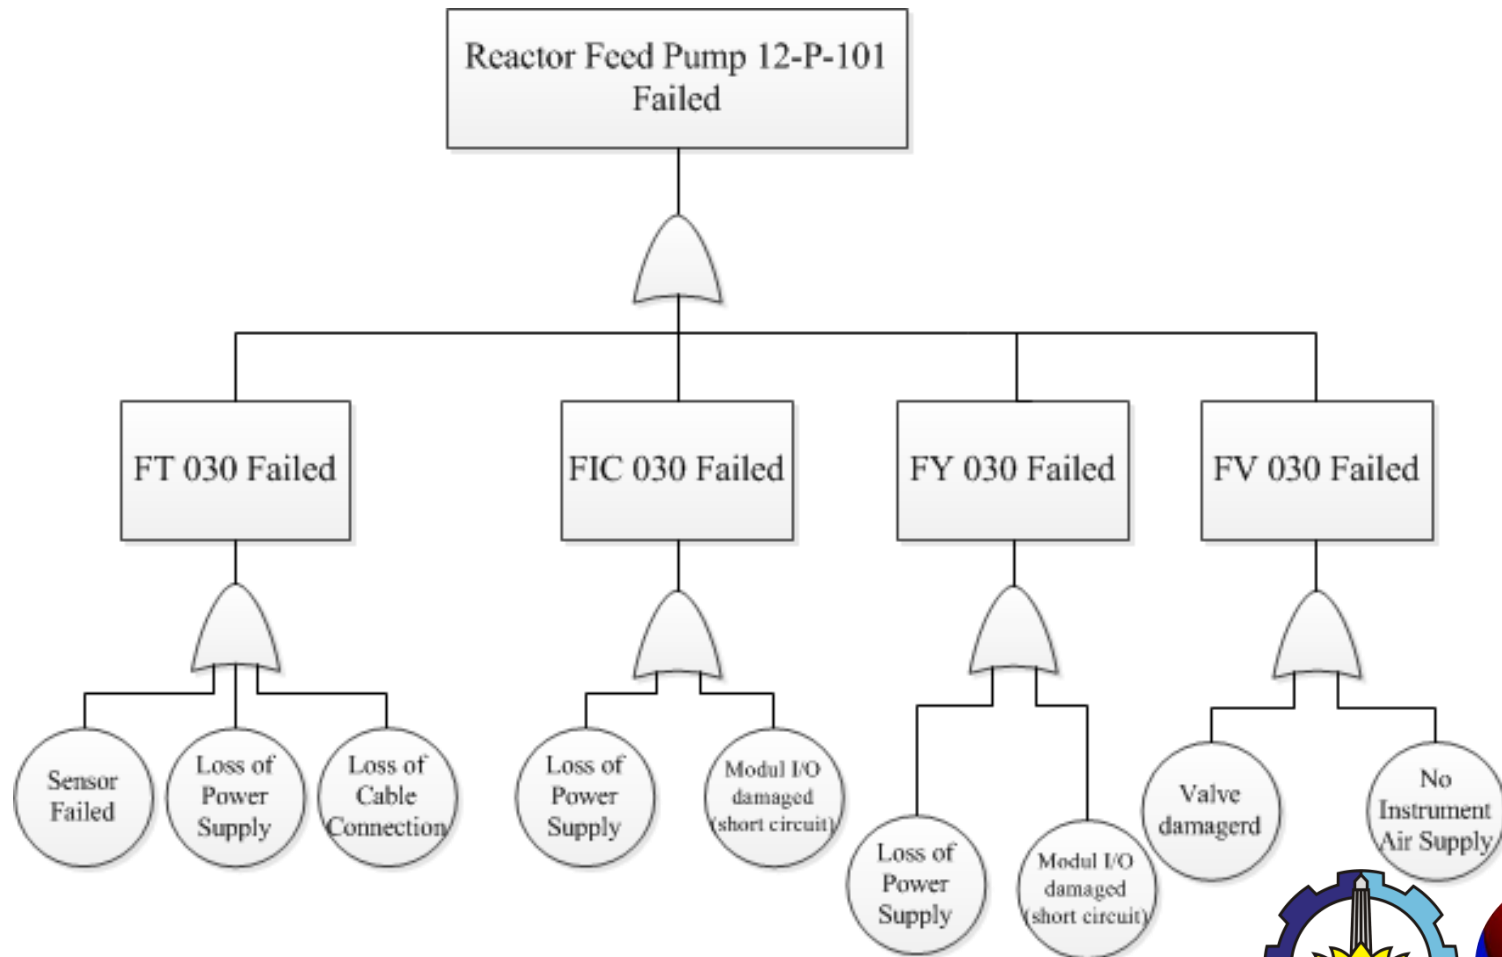 Reactor Feed Pump 12-P-101
Failed
FT 030 Failed
FIC 030 Failed
FY 030 Failed
FV 030 Failed
Sensor
Failed
Loss of
Power
Supply
Loss of
Cable
Connection
Loss of
Power
Supply
Modul I/O
damaged
(short circuit)
Loss of
Power
Supply
Modul I/O
damaged
(short circuit)
Valve
damagerd
No
Instrument
Air Supply